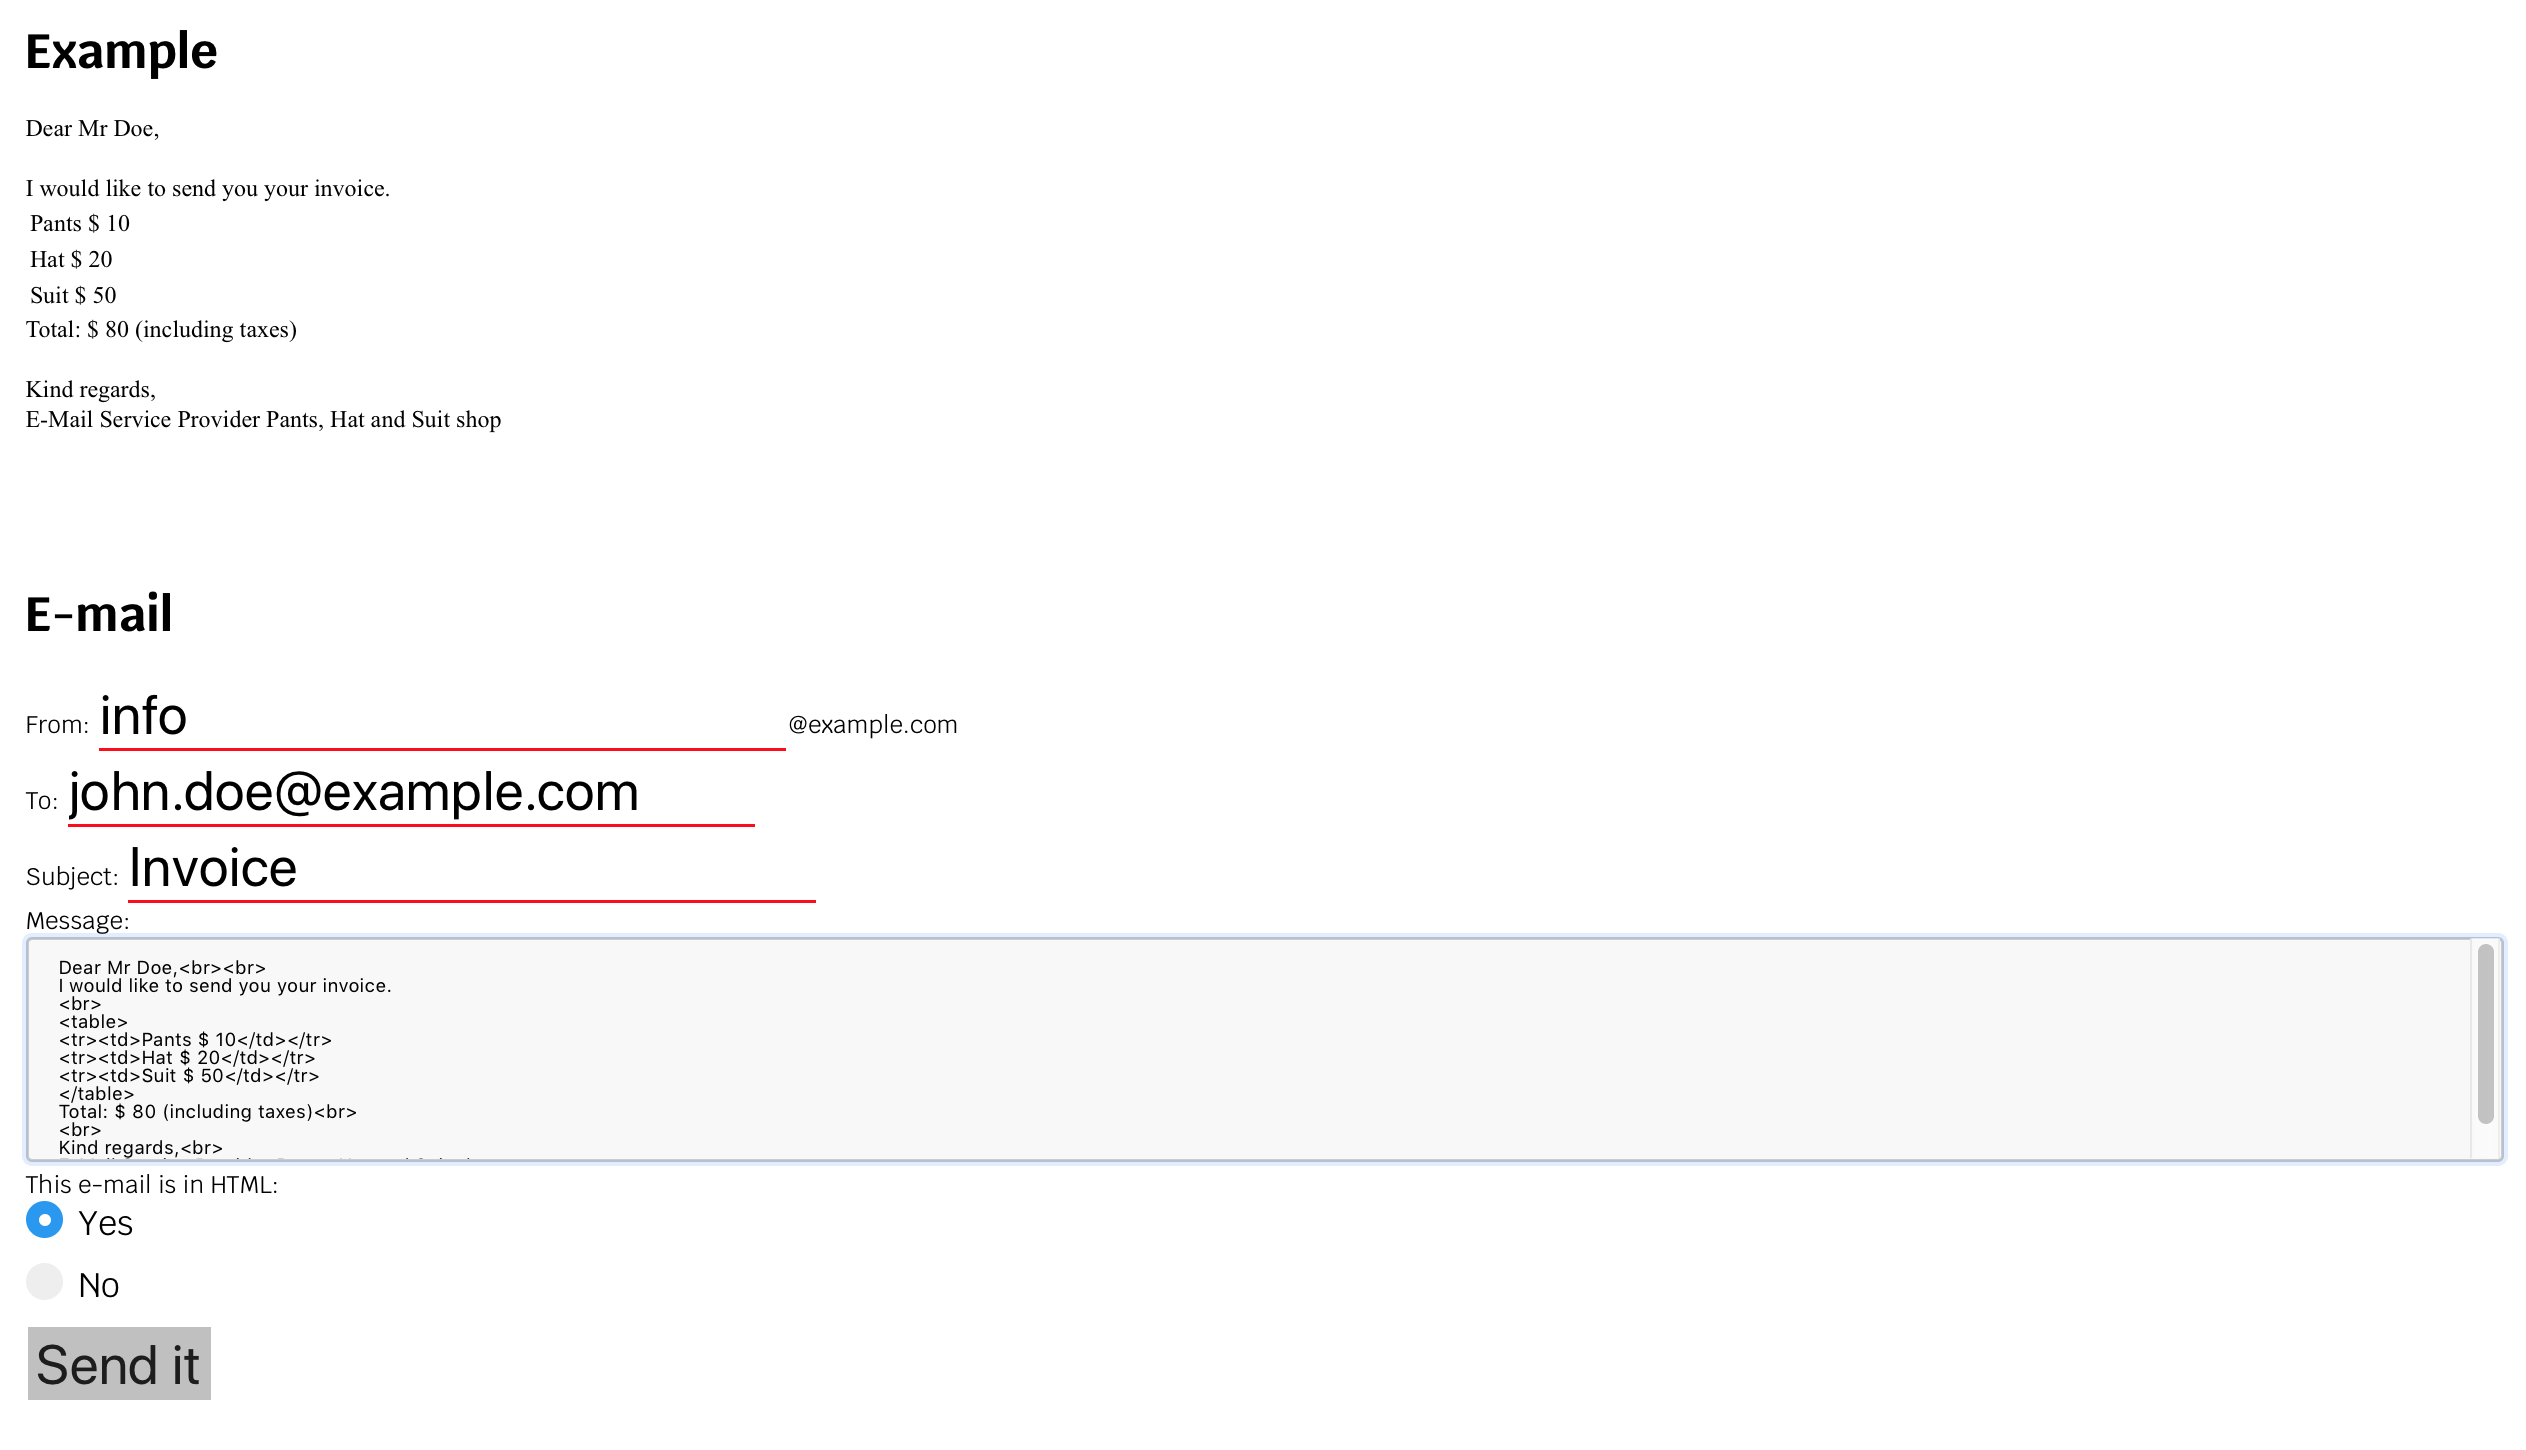 Example
Dear Mr Doe,
I would like to send you your invoice.
Pants $ 10
Hat $ 20
Suit $ 50
Total: $ 80 (including taxes)
Kind regards,
E-Mail Service Provider Pants, Hat and Suit shop
E-mail
From: info @example.com
To: john.doe@example.com
Subject: Invoice
Message:
Dear Mr Doe,<br><br>
I would like to send you your invoice.
<br>
<table>
<tr><td>Pants $ 10</td></tr>
<tr><td>Hat $ 20</td></tr>
<tr><td>Suit $ 50</td></tr>
</table>
Total: $ 80 (including taxes)<br>
<br>
Kind regards,<br>
This e-mail is in HTML:
Yes
No
Send it